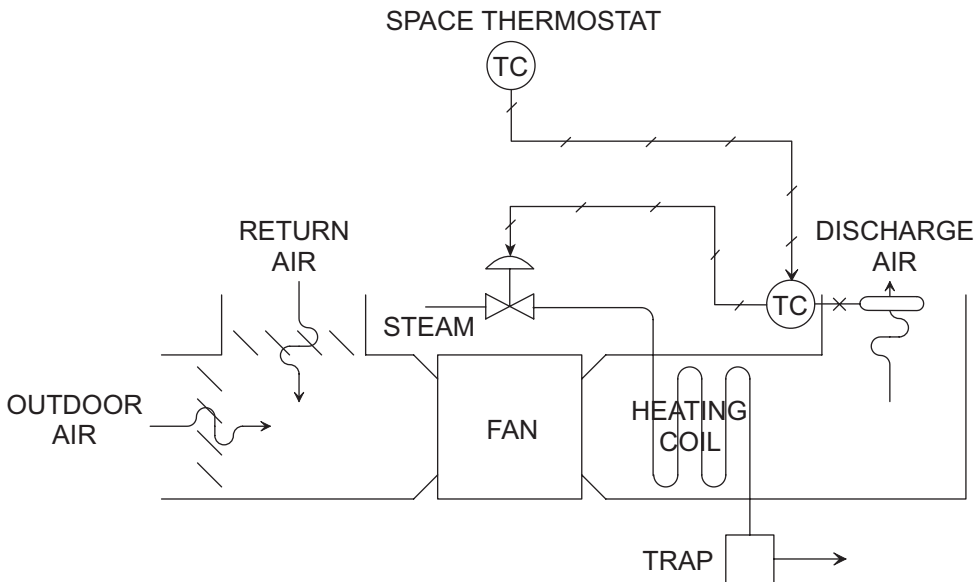 SPACE THERMOSTAT
TC
RETURN
AIR
DISCHARGE
AIR
TC
STEAM
OUTDOOR
AIR
FAN
HEATING
COIL
TRAP